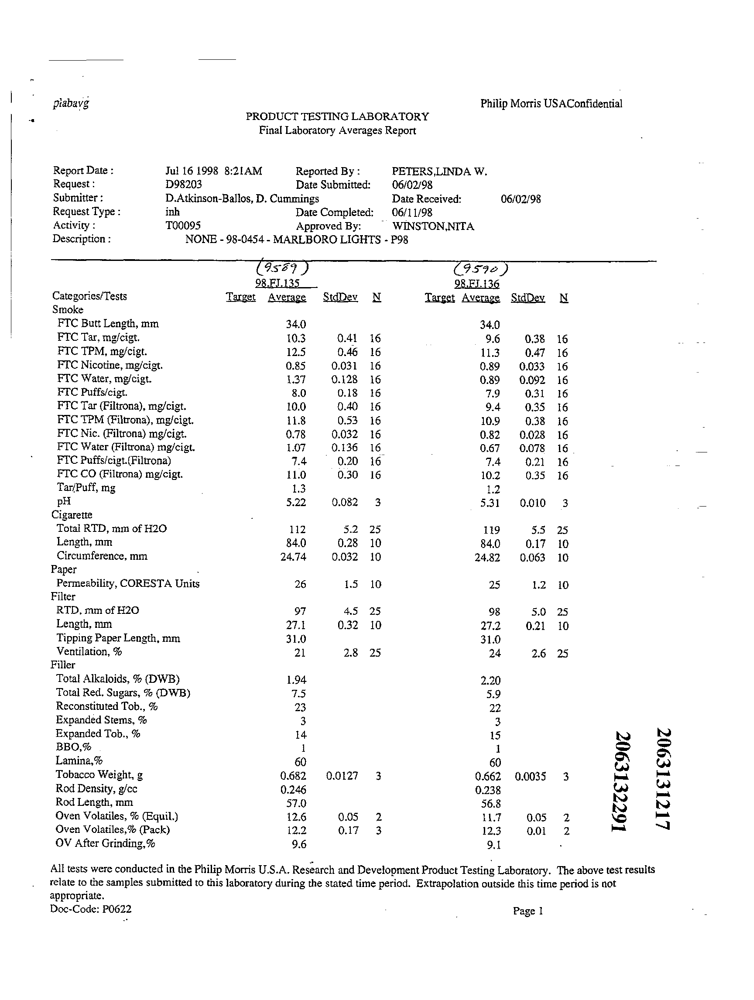 plabavg
Philip Morris USAConfidential
PRODUCT TESTING LABORATORY
Final Laboratory Averages Report
Report Date : Jul 16 1998 8:21AM Reported By : PETERS,LINDA W.
Request : D98203 Date Submitted: 06/02/98
Submitter : D.Atkinson-Ballos, D. Cummings Date Received: 06/02/98
Request Type : inh Date Completed: 06/11/98
Activity : T00095 Approved By: WINSTON,NITA
Description : NONE - 98-0454 - MARLBORO LIGHTS - P98
(9589) (9590)
98.FL135 98.FL136
Categories/Tests Target Average StdDev N Target Average StdDev N
Smoke
FTC Butt Length, mm 34.0 34.0
FTC Tar, mg/cigt. 10.3 0.41 16 9.6 0.38 16
FTC TPM, mg/cigt. 12.5 0.46 16 11.3 0.47 16
FTC Nicotine, mg/cigt. 0.85 0.031 16 0.89 0.033 16
FTC Water, mg/cigt. 1.37 0.128 16 0.89 0.092 16
FTC Puffs/cigt. 8.0 0.18 16 7.9 0.31 16
FTC Tar (Filtrona), mg/cigt. 10.0 0.40 16 9.4 0.35 16
FTC TPM (Filtrona), mg/cigt. 11.8 0.53 16 10.9 0.38 16
FTC Nic. (Filtrona) mg/cigt. 0.78 0.032 16 0.82 0.028 16
FTC Water (Filtrona) mg/cigt. 1.07 0.136 16 0.67 0.078 16
FTC Puffs/cigt.(Filtrona) 7.4 0.20 16 7.4 0.21 16
FTC CO (Filtrona) mg/cigt. 11.0 0.30 16 10.2 0.35 16
Tar/Puff, mg 1.3 1.2
pH 5.22 0.082 3 5.31 0.010 3
Cigarette
Total RTD, mm of H2O 112 5.2 25 119 5.5 25
Length, mm 84.0 0.28 10 84.0 0.17 10
Circumference, mm 24.74 0.032 10 24.82 0.063 10
Paper
Permeability, CORESTA Units 26 1.5 10 25 1.2 10
Filter
RTD, mm of H2O 97 4.5 25 98 5.0 25
Length, mm 27.1 0.32 10 27.2 0.21 10
Tipping Paper Length, mm 31.0 31.0
Ventilation, % 21 2.8 25 24 2.6 25
Filler
Total Alkaloids, % (DWB) 1.94 2.20
Total Red. Sugars, % (DWB) 7.5 5.9
Reconstituted Tob., % 23 22
Expanded Stems, % 3 3
Expanded Tob., % 14 15
BBO,% 1 1
Lamina,% 60 60
Tobacco Weight, g 0.682 0.0127 3 0.662 0.0035 3
Rod Density, g/cc 0.246 0.238
Rod Length, mm 57.0 56.8
Oven Volatiles, % (Equil.) 12.6 0.05 2 11.7 0.05 2
Oven Volatiles,% (Pack) 12.2 0.17 3 12.3 0.01 2
OV After Grinding,% 9.6 9.1
2063132291
2063131217
All tests were conducted in the Philip Morris U.S.A. Research and Development Product Testing Laboratory. The above test results
relate to the samples submitted to this laboratory during the stated time period. Extrapolation outside this time period is not
appropriate.
Doc-Code: P0622 Page 1